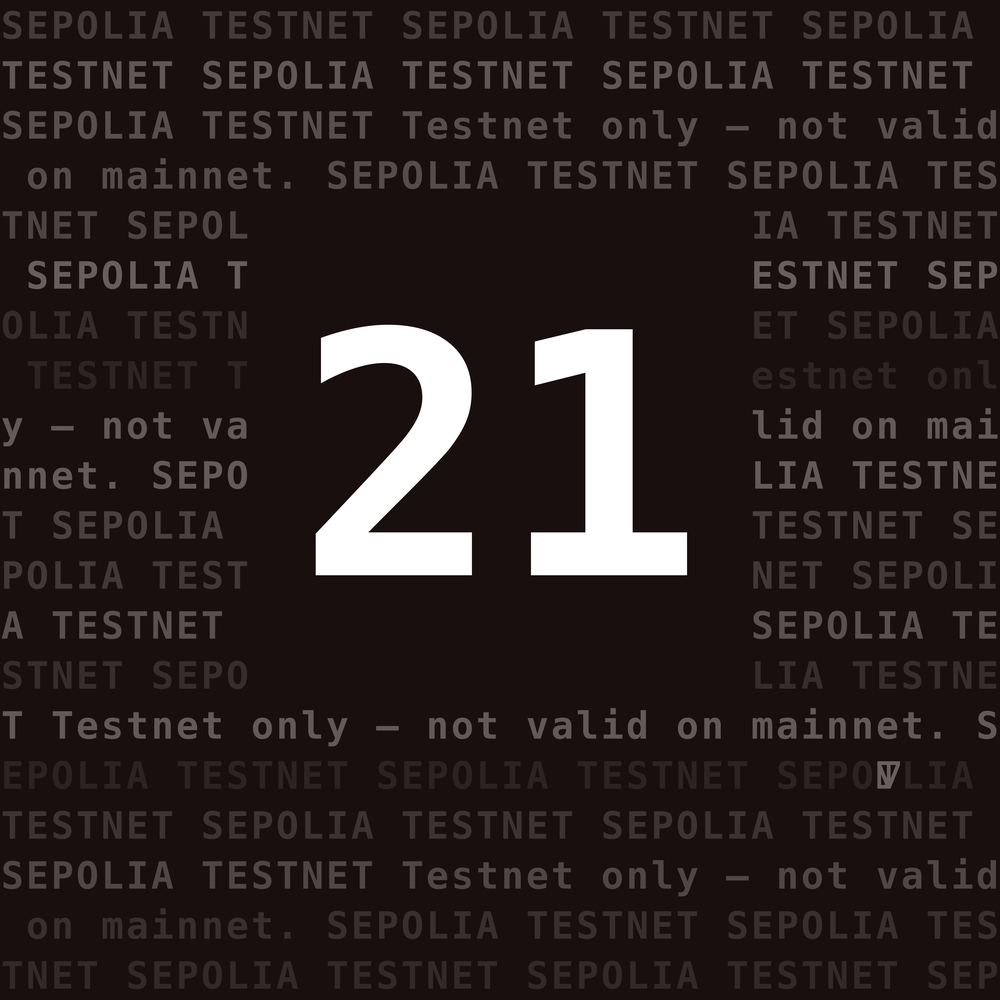 SEPOLIA TESTNET SEPOLIA TESTNET SEPOLIA
TESTNET SEPOLIA TESTNET SEPOLIA TESTNET
SEPOLIA TESTNET Testnet only — not valid
on mainnet. SEPOLIA TESTNET SEPOLIA TES
TNET SEPOL IA TESTNET
SEPOLIA T ESTNET SEP
OLIA TESTN ET SEPOLIA
TESTNET T estnet onl
21
y — not va lid on mai
nnet. SEPO LIA TESTNE
T SEPOLIA TESTNET SE
POLIA TEST NET SEPOLI
A TESTNET SEPOLIA TE
STNET SEPO LIA TESTNE
T Testnet only — not valid on mainnet. S
EPOLIA TESTNET SEPOLIA TESTNET SEPO LIA
TESTNET SEPOLIA TESTNET SEPOLIA TESTNET
SEPOLIA TESTNET Testnet only — not valid
on mainnet. SEPOLIA TESTNET SEPOLIA TES
TNET SEPOLIA TESTNET SEPOLIA TESTNET SEP